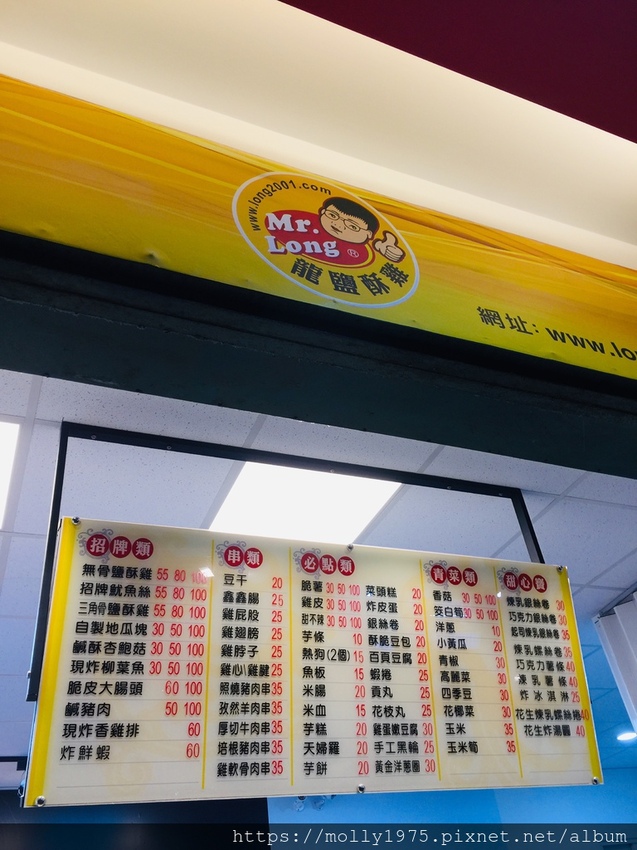 www.long2001.com
Mr.
Long®
龍鹽酥雞
網址: www.lo
招牌類
無骨鹽酥雞 55 80 100
招牌魷魚絲 55 80 100
三角骨鹽酥雞 55 80 100
自製地瓜塊 30 50 100
鹹酥杏鮑菇 30 50 100
現炸柳葉魚 30 50 100
脆皮大腸頭 60 100
鹹豬肉 50 100
現炸香雞排 60
炸鮮蝦 60
串類
豆干 20
鑫鑫腸 25
雞屁股 25
雞翅膀 25
雞脖子 25
雞心\雞腱 25
照燒豬肉串 35
孜然羊肉串 35
厚切牛肉串 35
培根豬肉串 35
雞軟骨肉串 35
必點類
脆薯 30 50 100
雞皮 30 50 100
甜不辣 30 50 100
芋條 10
熱狗(2個) 15
魚板 15
米腸 20
米血 15
芋糕 20
天婦羅 20
芋餅 20
菜頭糕 20
炸皮蛋 20
銀絲卷 20
酥脆豆包 20
百頁豆腐 20
蝦捲 25
貢丸 25
花枝丸 25
雞蛋嫩豆腐 30
手工黑輪 25
黃金洋蔥圈 30
青菜類
香菇 30 50 100
筊白筍 30 50 100
洋蔥 10
小黃瓜 20
青椒 30
高麗菜 30
四季豆 30
花椰菜 30
玉米 35
玉米筍 35
甜心寶
煉乳銀絲卷 30
巧克力銀絲卷 30
起司煉乳銀絲卷 35
煉乳螺絲卷 35
巧克力薯條 40
凍乳薯條 40
炸冰淇淋 25
花生煉乳螺絲捲 40
花生炸湯圓 40
https://molly1975.pixnet.net/album